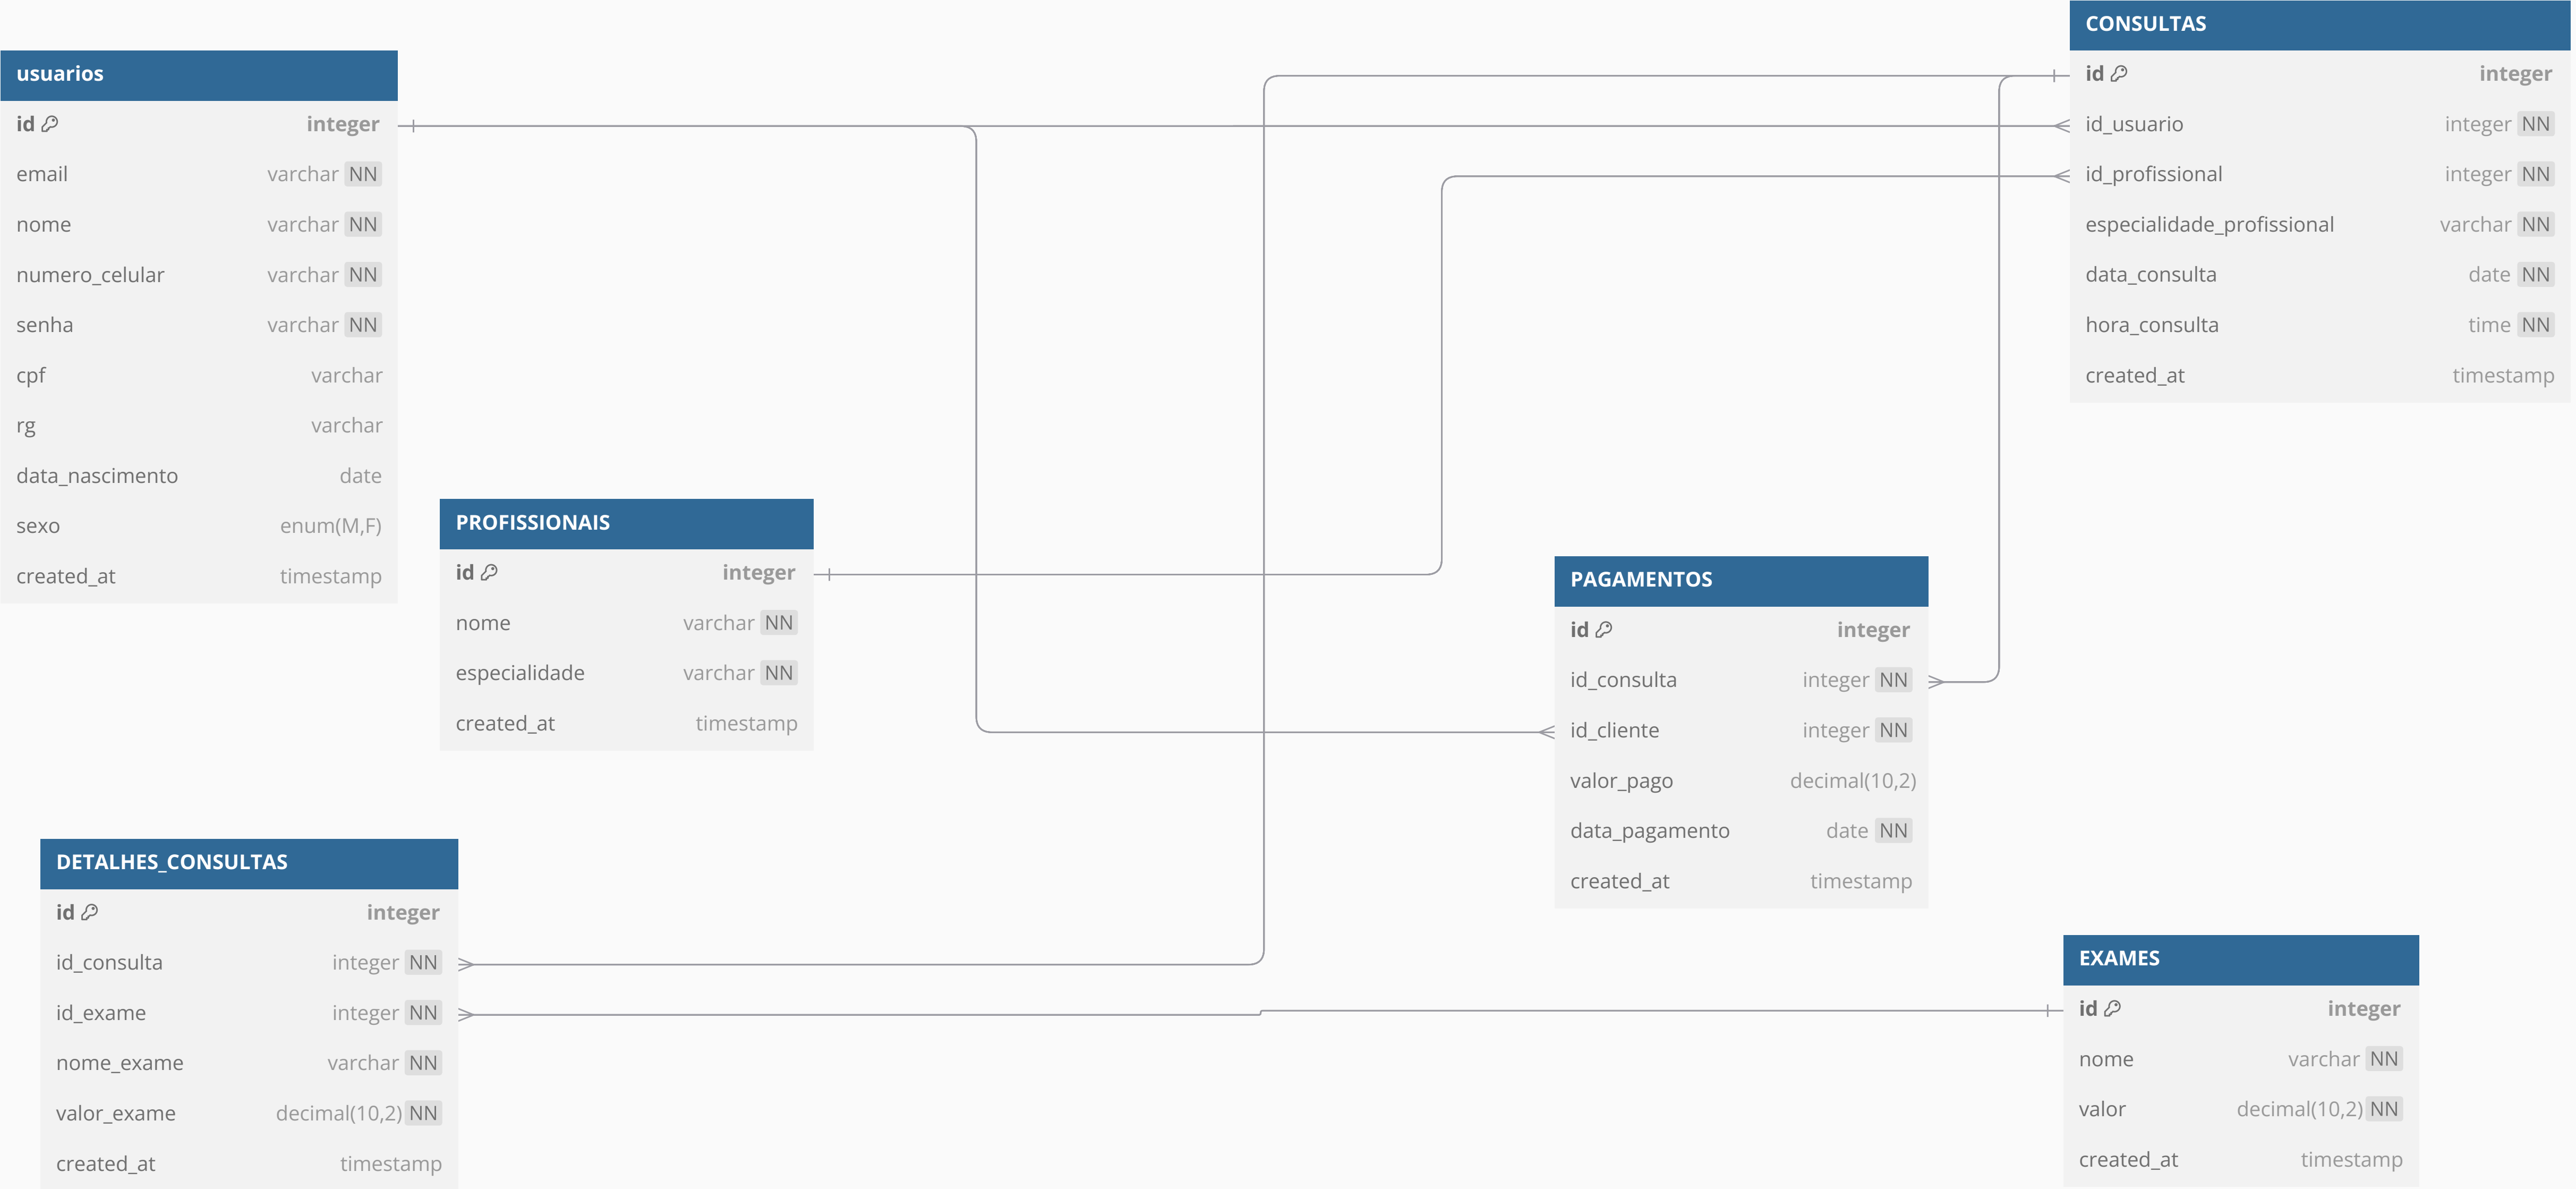 usuarios
id integer
email varchar NN
nome varchar NN
numero_celular varchar NN
senha varchar NN
cpf varchar
rg varchar
data_nascimento date
sexo enum(M,F)
created_at timestamp
CONSULTAS
id integer
id_usuario integer NN
id_profissional integer NN
especialidade_profissional varchar NN
data_consulta date NN
hora_consulta time NN
created_at timestamp
PROFISSIONAIS
id integer
nome varchar NN
especialidade varchar NN
created_at timestamp
PAGAMENTOS
id integer
id_consulta integer NN
id_cliente integer NN
valor_pago decimal(10,2)
data_pagamento date NN
created_at timestamp
DETALHES_CONSULTAS
id integer
id_consulta integer NN
id_exame integer NN
nome_exame varchar NN
valor_exame decimal(10,2) NN
created_at timestamp
EXAMES
id integer
nome varchar NN
valor decimal(10,2) NN
created_at timestamp